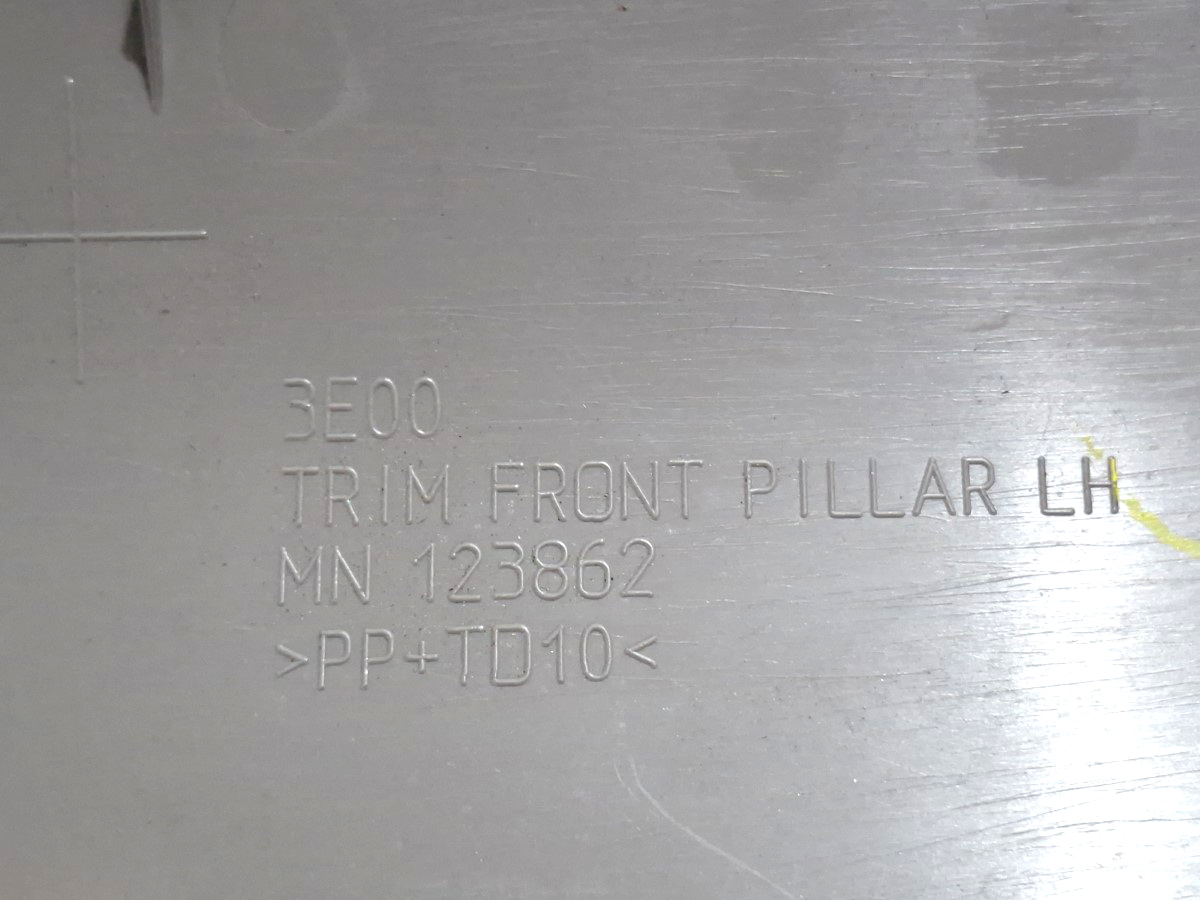 3E00
TRIM FRONT PILLAR LH
MN 123862
>PP+TD10<